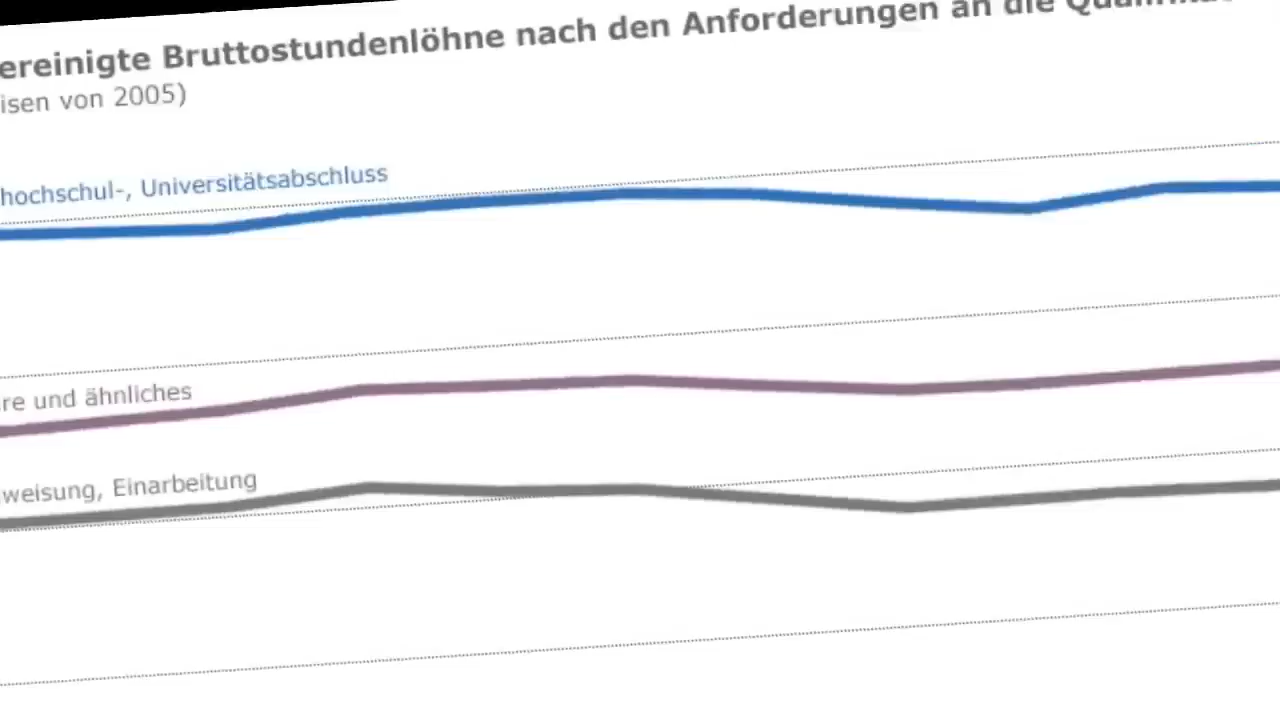 ereinigte Bruttostundenlöhne nach den Anforderungen an die
isen von 2005)
hochschul-, Universitätsabschluss
re und ähnliches
weisung, Einarbeitung